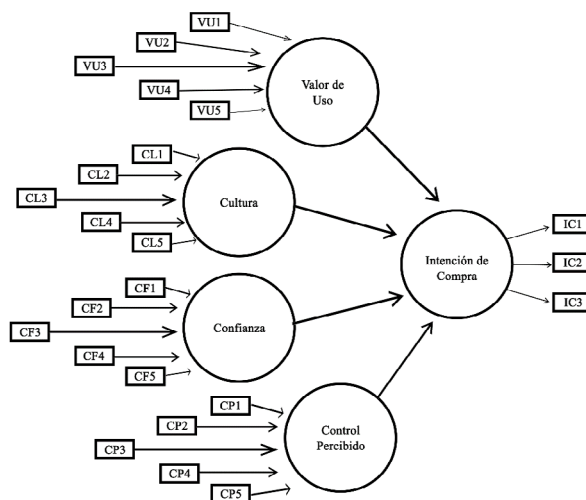 VU1
VU2
VU3
VU4
VU5
Valor de
Uso
CL1
CL2
CL3
CL4
CL5
Cultura
CF1
CF2
CF3
CF4
CF5
Confianza
CP1
CP2
CP3
CP4
CP5
Control
Percibido
Intención de
Compra
IC1
IC2
IC3